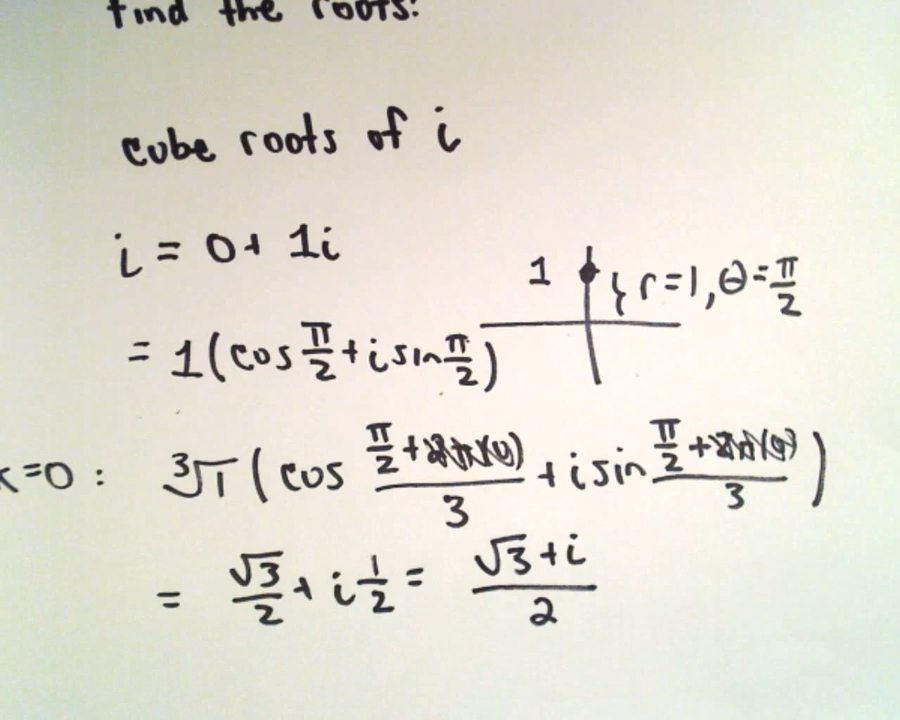 find the roots:
cube roots of i
i = 0 + 1i
1 } r=1, θ=π/2
= 1(cos π/2 + i sin π/2)
k=0: ∛1 (cos (π/2 + 2π(0))/3 + i sin (π/2 + 2π(0))/3)
= √3/2 + i 1/2 = (√3 + i)/2